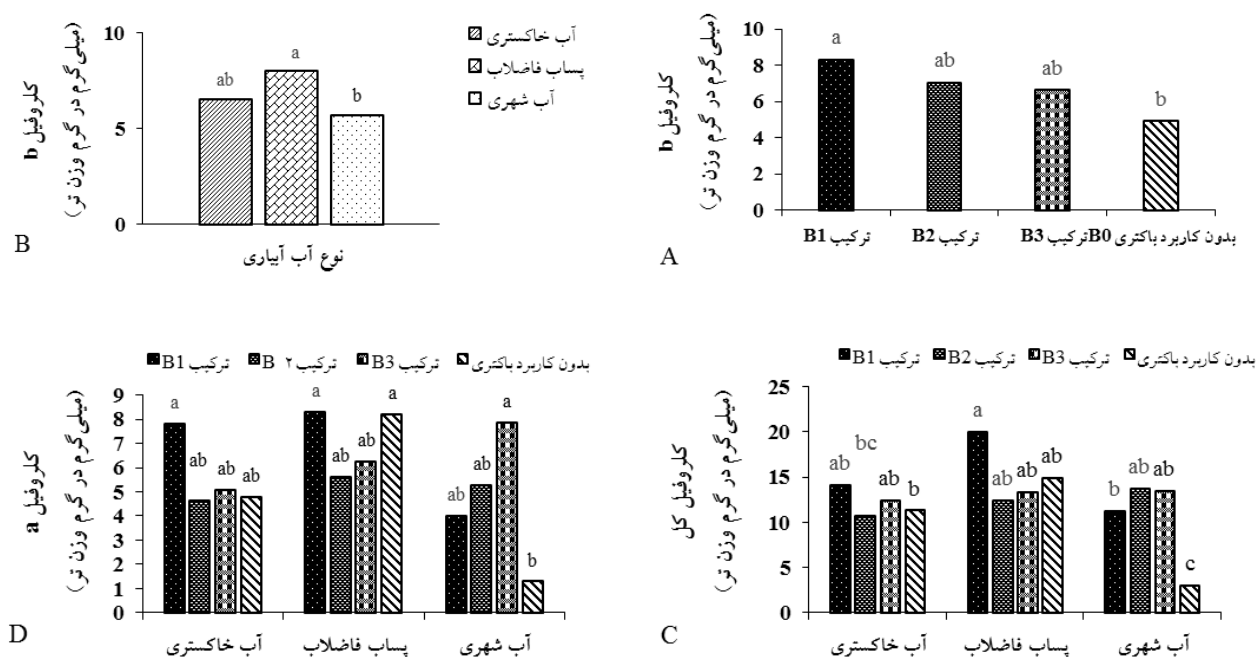 10
5
0
ab
a
b
آب خاکستری
پساب فاضلاب
آب شهری
کلروفیل b
(میلی گرم در گرم وزن تر)
نوع آب آبیاری
B
10
8
6
4
2
0
a
ab
ab
b
کلروفیل b
(میلی گرم در گرم وزن تر)
ترکیب B1
ترکیب B2
ترکیب B3
بدون کاربرد باکتری B0
A
ترکیب B1
ترکیب B ۲
ترکیب B3
بدون کاربرد باکتری
9
8
7
6
5
4
3
2
1
0
a
ab
ab
ab
a
ab
ab
a
ab
ab
a
b
کلروفیل a
(میلی گرم در گرم وزن تر)
آب خاکستری
پساب فاضلاب
آب شهری
D
ترکیب B1
ترکیب B2
ترکیب B3
بدون کاربرد باکتری
25
20
15
10
5
0
ab
bc
ab
b
a
ab
ab
ab
b
ab
ab
c
کلروفیل کل
(میلی گرم در گرم وزن تر)
آب خاکستری
پساب فاضلاب
آب شهری
C